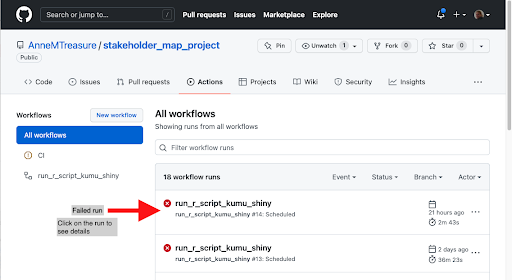 Search or jump to...
/
Pull requests
Issues
Marketplace
Explore
AnneMTreasure / stakeholder_map_project
Public
Pin
Unwatch 1
Fork 0
Star 0
Code
Issues
Pull requests
Actions
Projects
Wiki
Security
Insights
Workflows
New workflow
All workflows
CI
run_r_script_kumu_shiny
All workflows
Showing runs from all workflows
Filter workflow runs
18 workflow runs
Event
Status
Branch
Actor
run_r_script_kumu_shiny
run_r_script_kumu_shiny #14: Scheduled
21 hours ago
2m 43s
run_r_script_kumu_shiny
run_r_script_kumu_shiny #13: Scheduled
2 days ago
36m 23s
Failed run
Click on the run to
see details